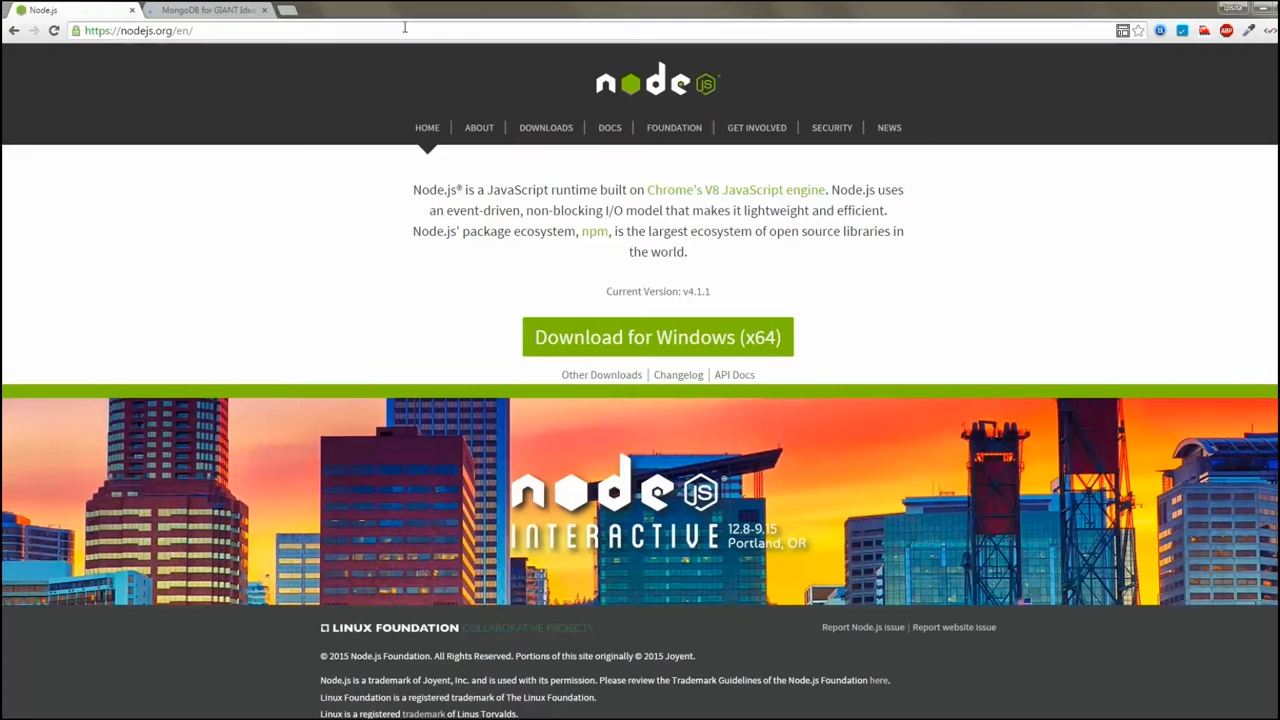 Node.js
MongoDB for GIANT Idea
Ipsita
https://nodejs.org/en/
ABP
node JS
HOME
ABOUT
DOWNLOADS
DOCS
FOUNDATION
GET INVOLVED
SECURITY
NEWS
Node.js® is a JavaScript runtime built on Chrome's V8 JavaScript engine. Node.js uses
an event-driven, non-blocking I/O model that makes it lightweight and efficient.
Node.js' package ecosystem, npm, is the largest ecosystem of open source libraries in
the world.
Current Version: v4.1.1
Download for Windows (x64)
Other Downloads | Changelog | API Docs
node JS
INTERACTIVE
12.8-9.15
Portland, OR
LINUX FOUNDATION COLLABORATIVE PROJECTS
Report Node.js issue | Report website issue
© 2015 Node.js Foundation. All Rights Reserved. Portions of this site originally © 2015 Joyent.
Node.js is a trademark of Joyent, Inc. and is used with its permission. Please review the Trademark Guidelines of the Node.js Foundation here.
Linux Foundation is a registered trademark of The Linux Foundation.
Linux is a registered trademark of Linus Torvalds.